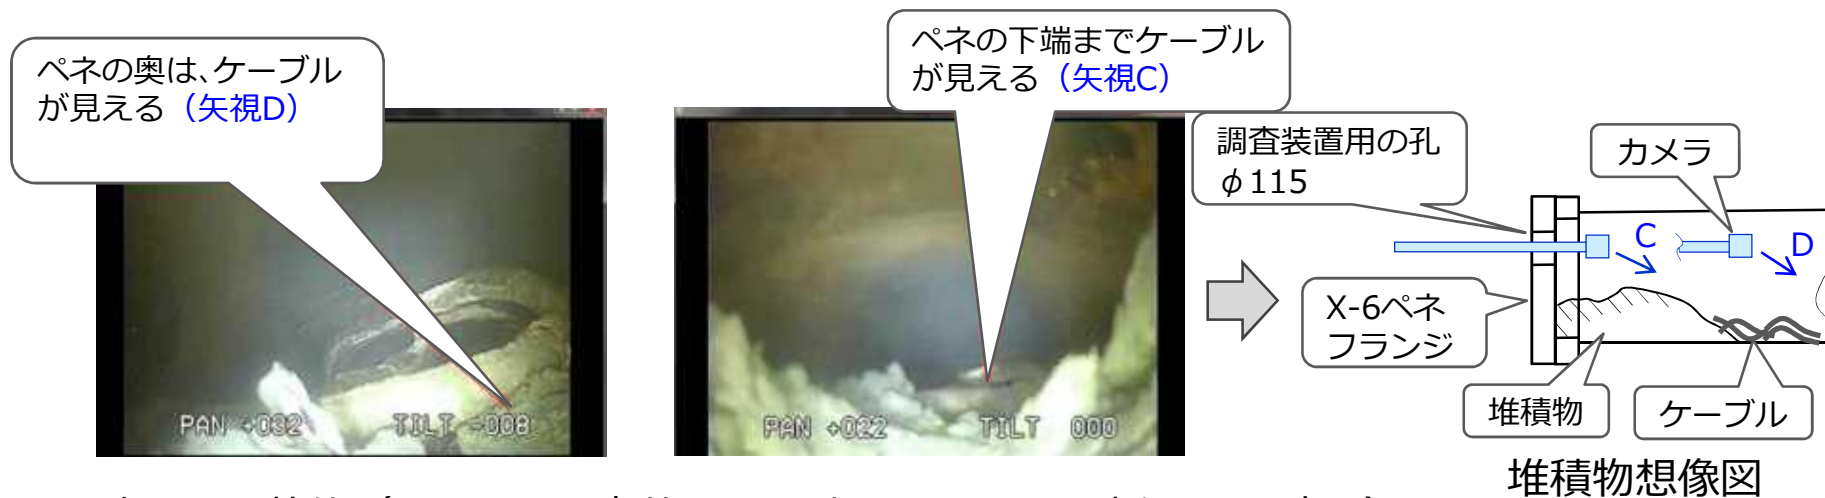 ペネの奥は、ケーブル
が見える（矢視D）
ペネの下端までケーブル
が見える（矢視C）
調査装置用の孔
φ115
カメラ
C
D
X-6ペネ
フランジ
堆積物
ケーブル
PAN +032 TILT -008
PAN +022 TILT 000
堆積物想像図